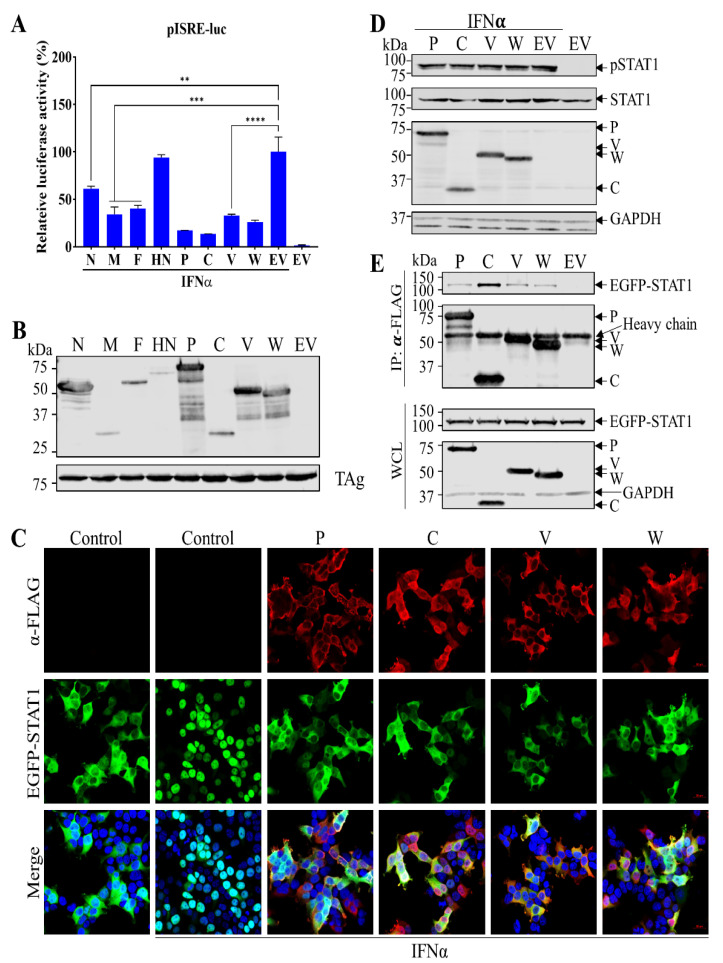 A
pISRE-luc
Relateive luciferase activity (%)
200
150
100
50
0
**
***
****
N M F HN P C V W EV EV
IFNα
B
kDa
N M F HN P C V W EV
75
50
37
25
75
TAg
D
IFNα
kDa P C V W EV EV
100
75
pSTAT1
100
75
STAT1
75
50
37
P
V
W
C
37
GAPDH
E
kDa P C V W EV
IP: α-FLAG
150
100
EGFP-STAT1
100
75
50
37
25
P
Heavy chain
V
W
C
WCL
150
100
EGFP-STAT1
75
50
37
P
V
W
GAPDH
C
C
Control Control P C V W
α-FLAG
EGFP-STAT1
Merge
IFNα